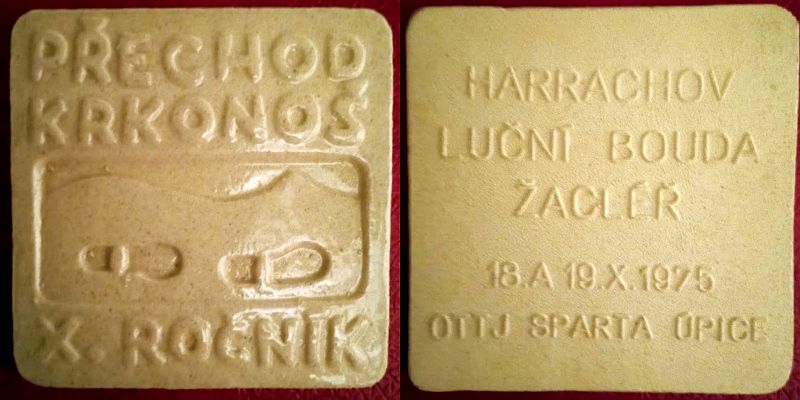 PŘECHOD
KRKONOŠ
X. ROČNÍK
HARRACHOV
LUČNÍ BOUDA
ŽACLÉŘ
18.A 19.X.1975
OTTJ SPARTA ÚPICE